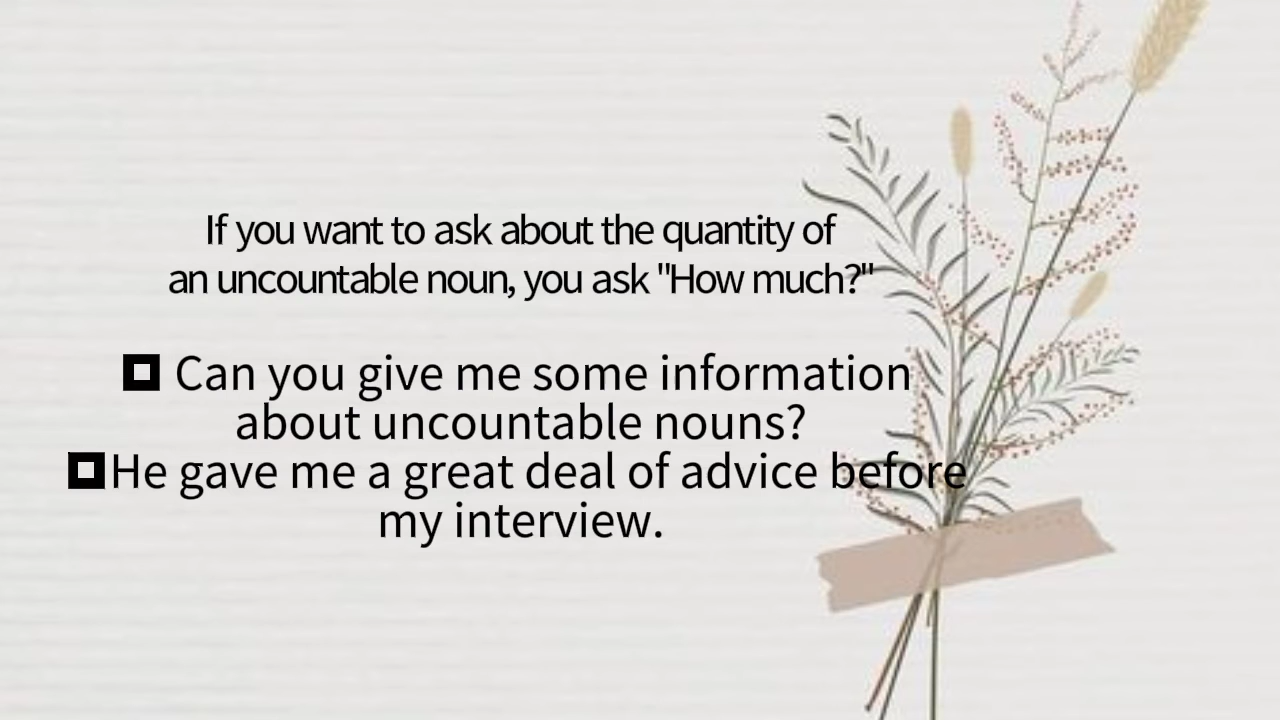 If you want to ask about the quantity of
an uncountable noun, you ask "How much?"
Can you give me some information
about uncountable nouns?
He gave me a great deal of advice before
my interview.